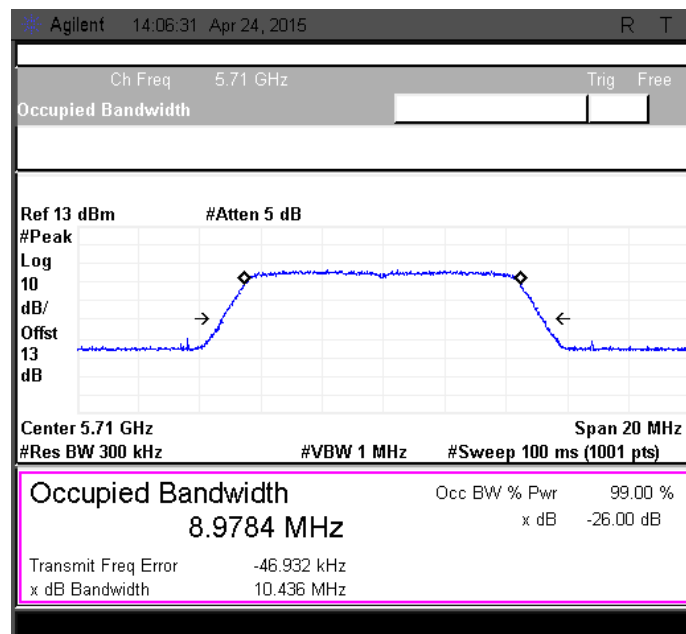 Agilent 14:06:31 Apr 24, 2015 R T
Ch Freq 5.71 GHz Trig Free
Occupied Bandwidth
Ref 13 dBm #Atten 5 dB
#Peak
Log
10
dB/
Offst
13
dB
Center 5.71 GHz Span 20 MHz
#Res BW 300 kHz #VBW 1 MHz #Sweep 100 ms (1001 pts)
Occupied Bandwidth Occ BW % Pwr 99.00 %
8.9784 MHz x dB -26.00 dB
Transmit Freq Error -46.932 kHz
x dB Bandwidth 10.436 MHz